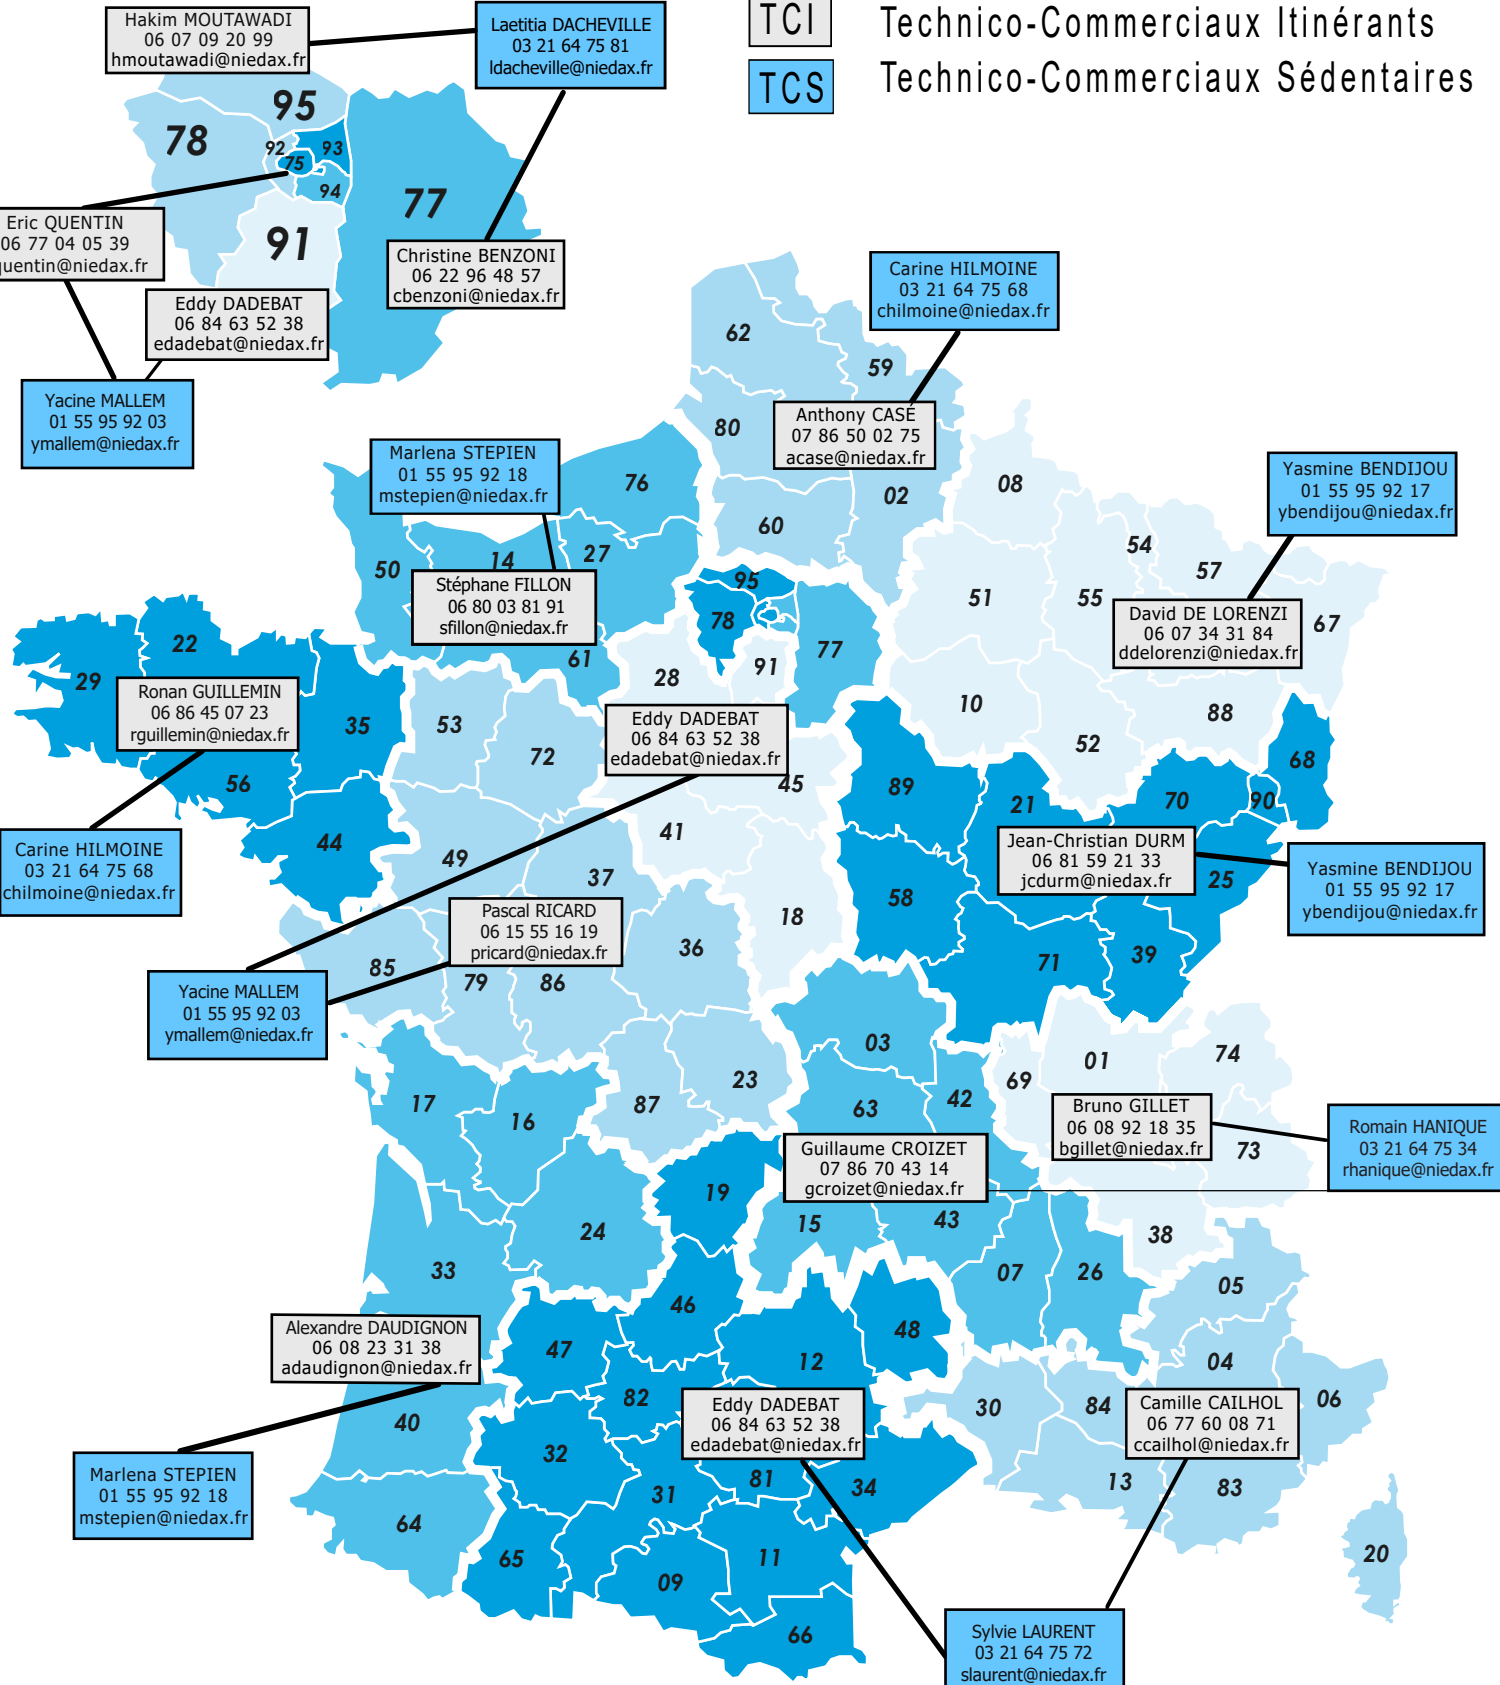 TCI Technico-Commerciaux Itinérants
TCS Technico-Commerciaux Sédentaires
Hakim MOUTAWADI
06 07 09 20 99
hmoutawadi@niedax.fr
Laetitia DACHEVILLE
03 21 64 75 81
ldacheville@niedax.fr
95
78
92
93
75
94
77
91
Eric QUENTIN
06 77 04 05 39
quentin@niedax.fr
Christine BENZONI
06 22 96 48 57
cbenzoni@niedax.fr
Eddy DADEBAT
06 84 63 52 38
edadebat@niedax.fr
Yacine MALLEM
01 55 95 92 03
ymallem@niedax.fr
Carine HILMOINE
03 21 64 75 68
chilmoine@niedax.fr
62
59
80
Anthony CASE
07 86 50 02 75
acase@niedax.fr
02
60
Marlena STEPIEN
01 55 95 92 18
mstepien@niedax.fr
76
50
14
27
Stéphane FILLON
06 80 03 81 91
sfillon@niedax.fr
61
Yasmine BENDIJOU
01 55 95 92 17
ybendijou@niedax.fr
08
54
57
51
55
67
David DE LORENZI
06 07 34 31 84
ddelorenzi@niedax.fr
10
52
88
95
78
77
91
28
Eddy DADEBAT
06 84 63 52 38
edadebat@niedax.fr
45
41
18
22
29
Ronan GUILLEMIN
06 86 45 07 23
rguillemin@niedax.fr
35
56
44
Carine HILMOINE
03 21 64 75 68
chilmoine@niedax.fr
53
72
49
37
Pascal RICARD
06 15 55 16 19
pricard@niedax.fr
36
85
79
86
23
87
Yacine MALLEM
01 55 95 92 03
ymallem@niedax.fr
68
89
21
70
90
Jean-Christian DURM
06 81 59 21 33
jcdurm@niedax.fr
25
58
71
39
Yasmine BENDIJOU
01 55 95 92 17
ybendijou@niedax.fr
03
63
42
Guillaume CROIZET
07 86 70 43 14
gcroizet@niedax.fr
15
43
07
26
69
01
74
Bruno GILLET
06 08 92 18 35
bgillet@niedax.fr
73
38
Romain HANIQUE
03 21 64 75 34
rhanique@niedax.fr
17
16
24
33
Alexandre DAUDIGNON
06 08 23 31 38
adaudignon@niedax.fr
40
64
Marlena STEPIEN
01 55 95 92 18
mstepien@niedax.fr
19
46
47
48
12
82
Eddy DADEBAT
06 84 63 52 38
edadebat@niedax.fr
32
31
81
34
65
09
11
66
05
04
06
30
84
Camille CAILHOL
06 77 60 08 71
ccailhol@niedax.fr
13
83
20
Sylvie LAURENT
03 21 64 75 72
slaurent@niedax.fr